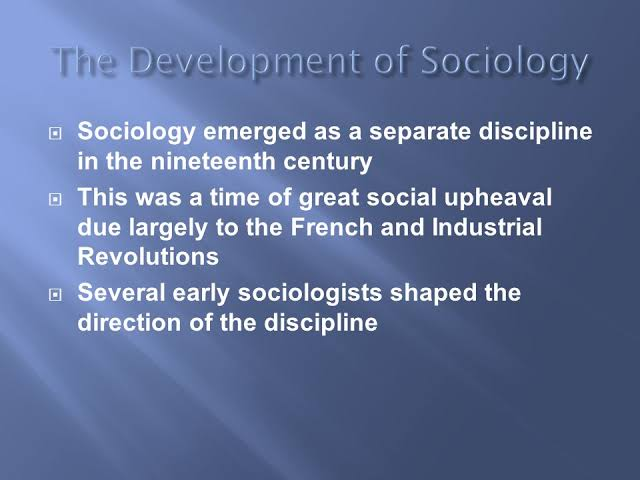 The Development of Sociology
Sociology emerged as a separate discipline
in the nineteenth century
This was a time of great social upheaval
due largely to the French and Industrial
Revolutions
Several early sociologists shaped the
direction of the discipline